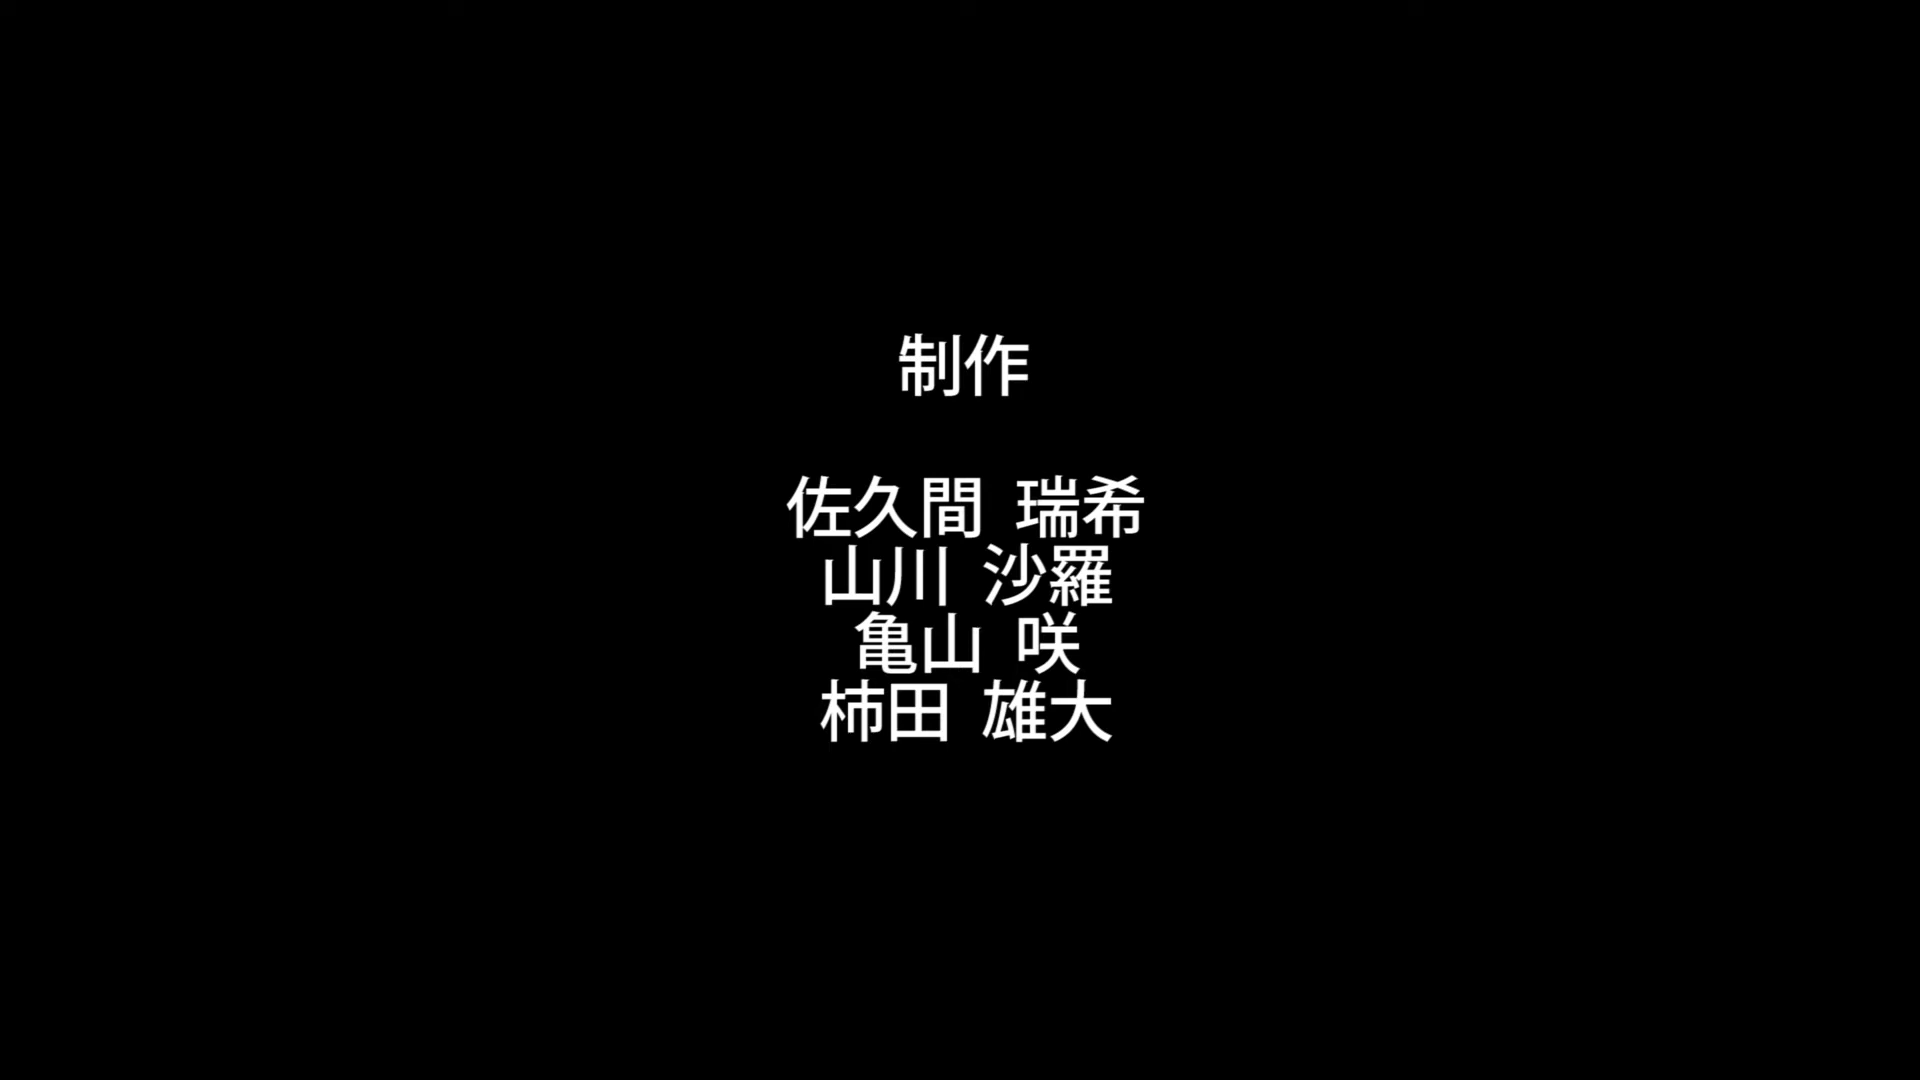 制作
佐久間 瑞希
山川 沙羅
亀山 咲
柿田 雄大